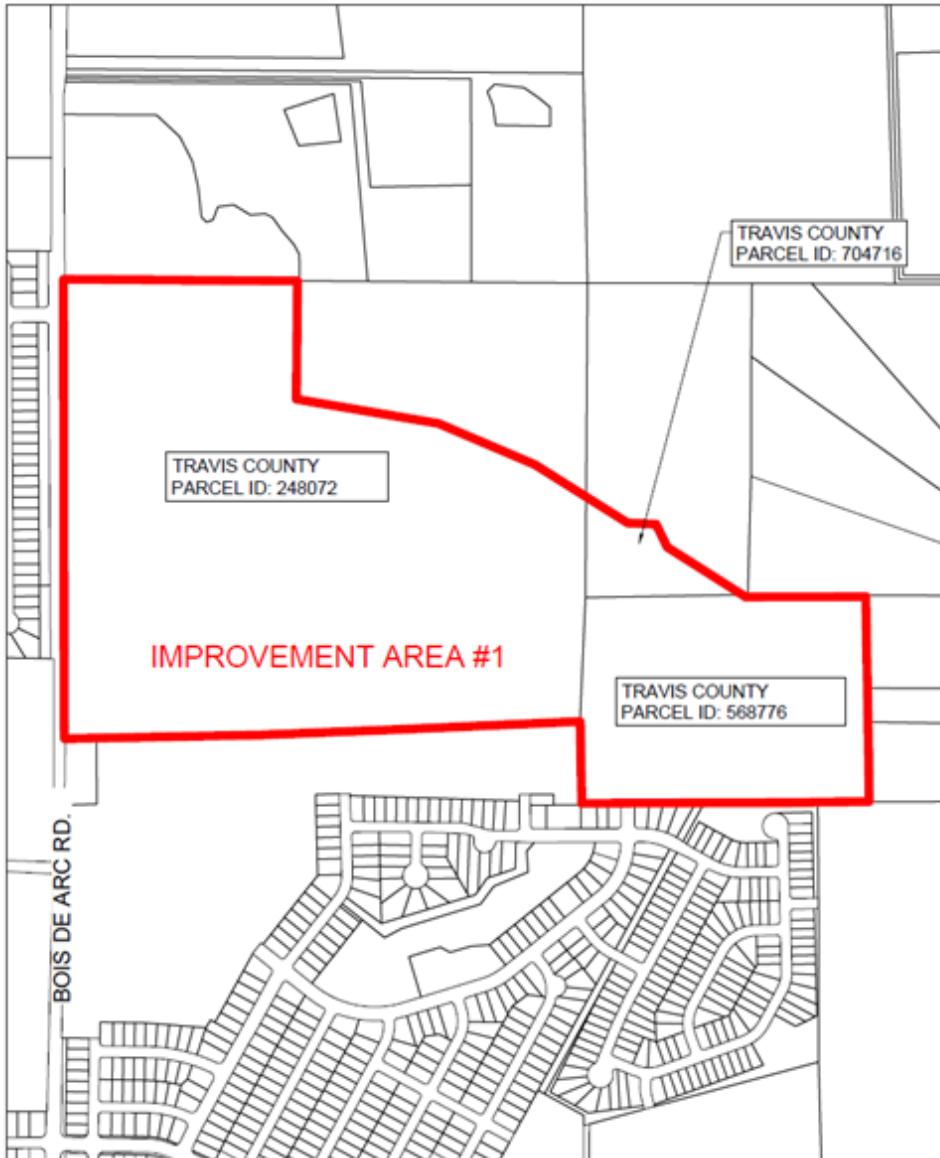 TRAVIS COUNTY
PARCEL ID: 704716
TRAVIS COUNTY
PARCEL ID: 248072
IMPROVEMENT AREA #1
TRAVIS COUNTY
PARCEL ID: 568776
BOIS DE ARC RD.